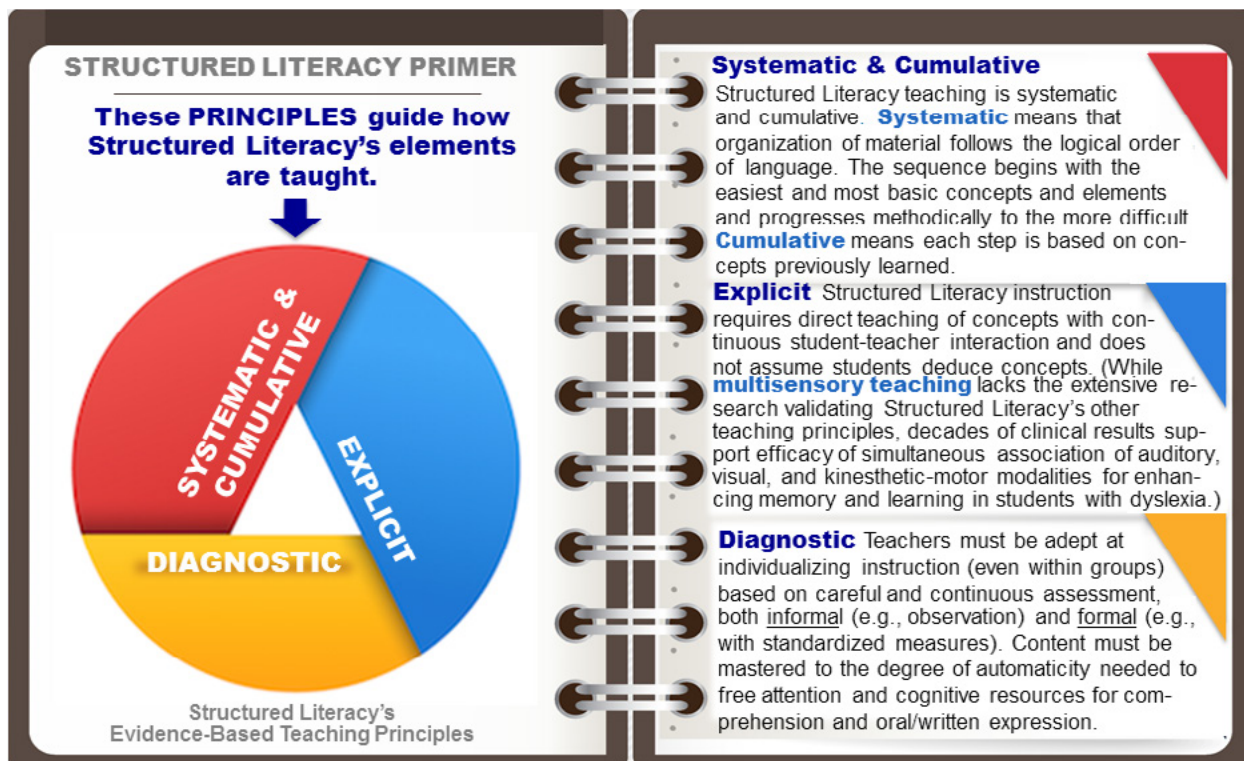 STRUCTURED LITERACY PRIMER
These PRINCIPLES guide how
Structured Literacy’s elements
are taught.
SYSTEMATIC &
CUMULATIVE
EXPLICIT
DIAGNOSTIC
Structured Literacy’s
Evidence-Based Teaching Principles
Systematic & Cumulative
Structured Literacy teaching is systematic
and cumulative. Systematic means that
organization of material follows the logical order
of language. The sequence begins with the
easiest and most basic concepts and elements
and progresses methodically to the more difficult
Cumulative means each step is based on con-
cepts previously learned.
Explicit Structured Literacy instruction
requires direct teaching of concepts with con-
tinuous student-teacher interaction and does
not assume students deduce concepts. (While
multisensory teaching lacks the extensive re-
search validating Structured Literacy’s other
teaching principles, decades of clinical results sup-
port efficacy of simultaneous association of auditory,
visual, and kinesthetic-motor modalities for enhan-
cing memory and learning in students with dyslexia.)
Diagnostic Teachers must be adept at
individualizing instruction (even within groups)
based on careful and continuous assessment,
both informal (e.g., observation) and formal (e.g.,
with standardized measures). Content must be
mastered to the degree of automaticity needed to
free attention and cognitive resources for com-
prehension and oral/written expression.